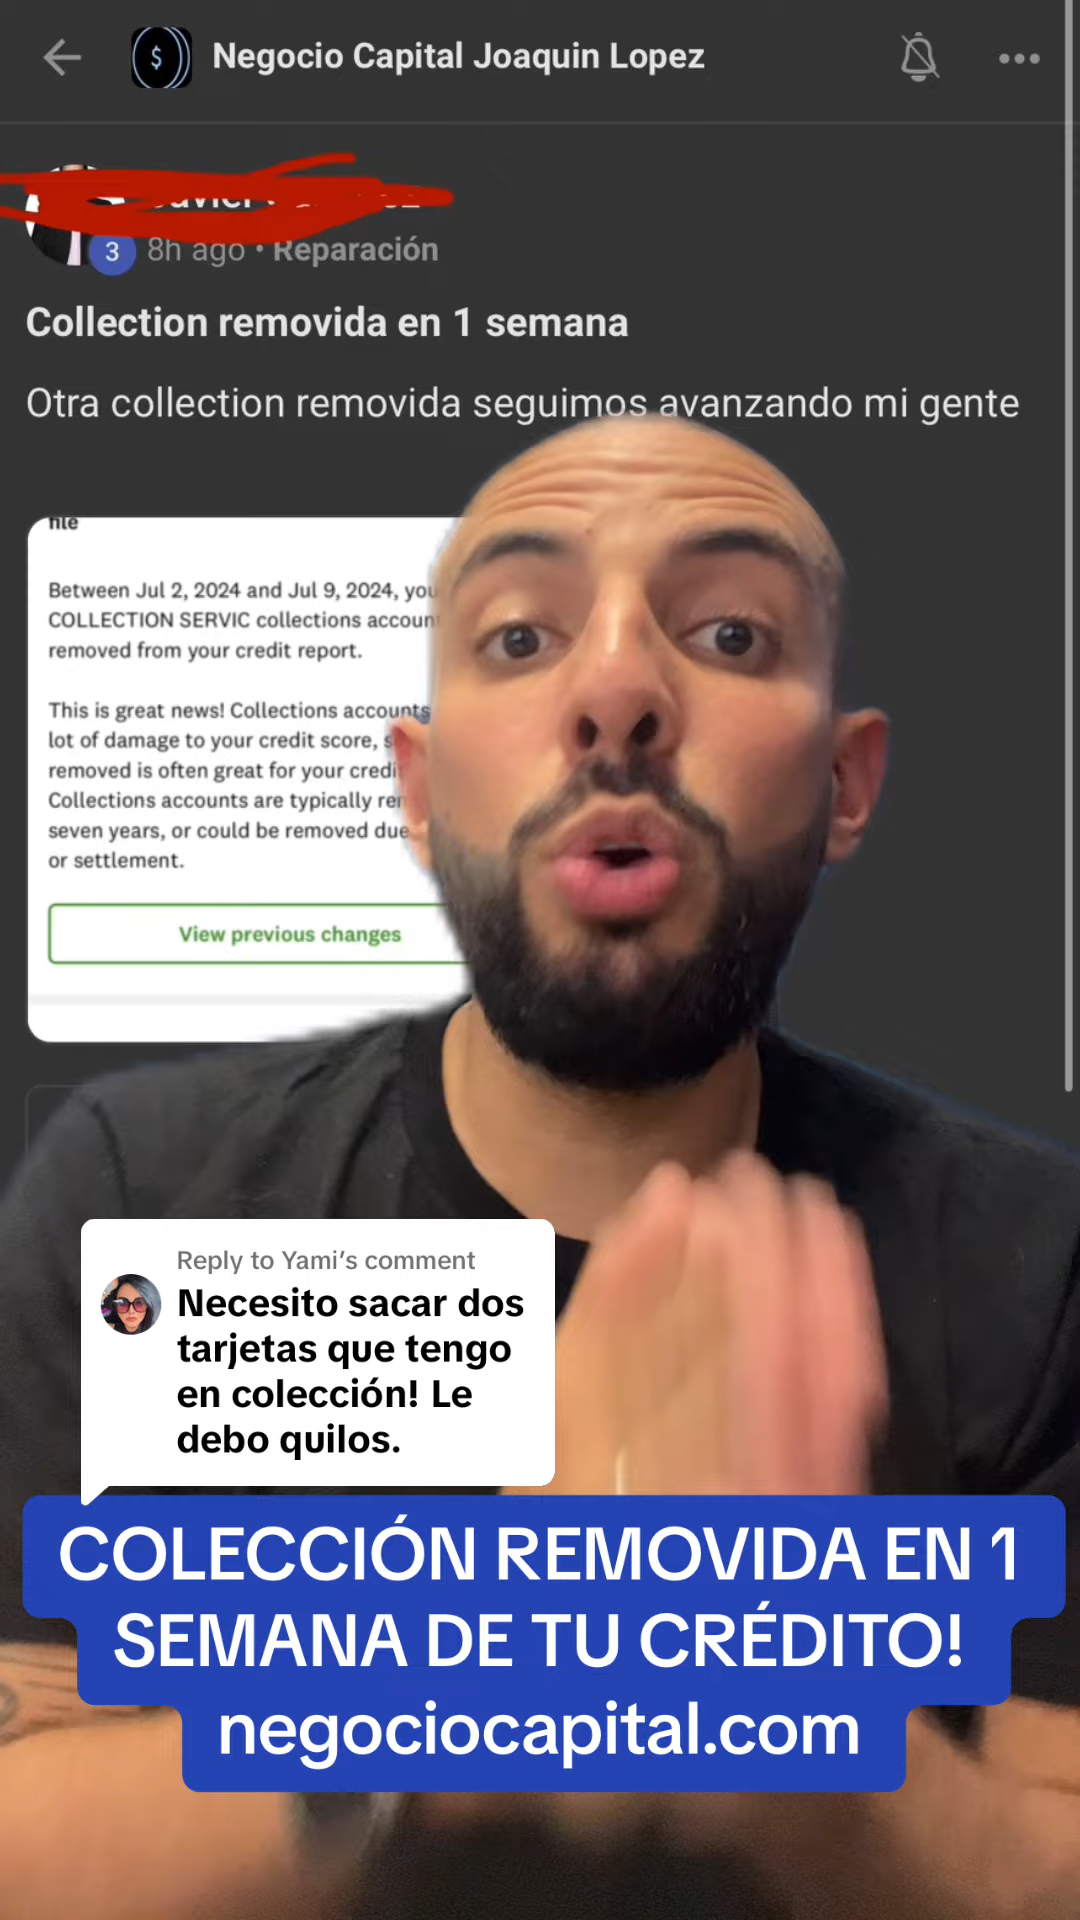 Negocio Capital Joaquin Lopez
3 8h ago • Reparación
Collection removida en 1 semana
Otra collection removida seguimos avanzando mi gente
file
Between Jul 2, 2024 and Jul 9, 2024, you
COLLECTION SERVIC collections accoun
removed from your credit report.
This is great news! Collections accounts
lot of damage to your credit score, s
removed is often great for your credi
Collections accounts are typically re
seven years, or could be removed due
or settlement.
View previous changes
Reply to Yami's comment
Necesito sacar dos
tarjetas que tengo
en colección! Le
debo quilos.
COLECCIÓN REMOVIDA EN 1
SEMANA DE TU CRÉDITO!
negociocapital.com